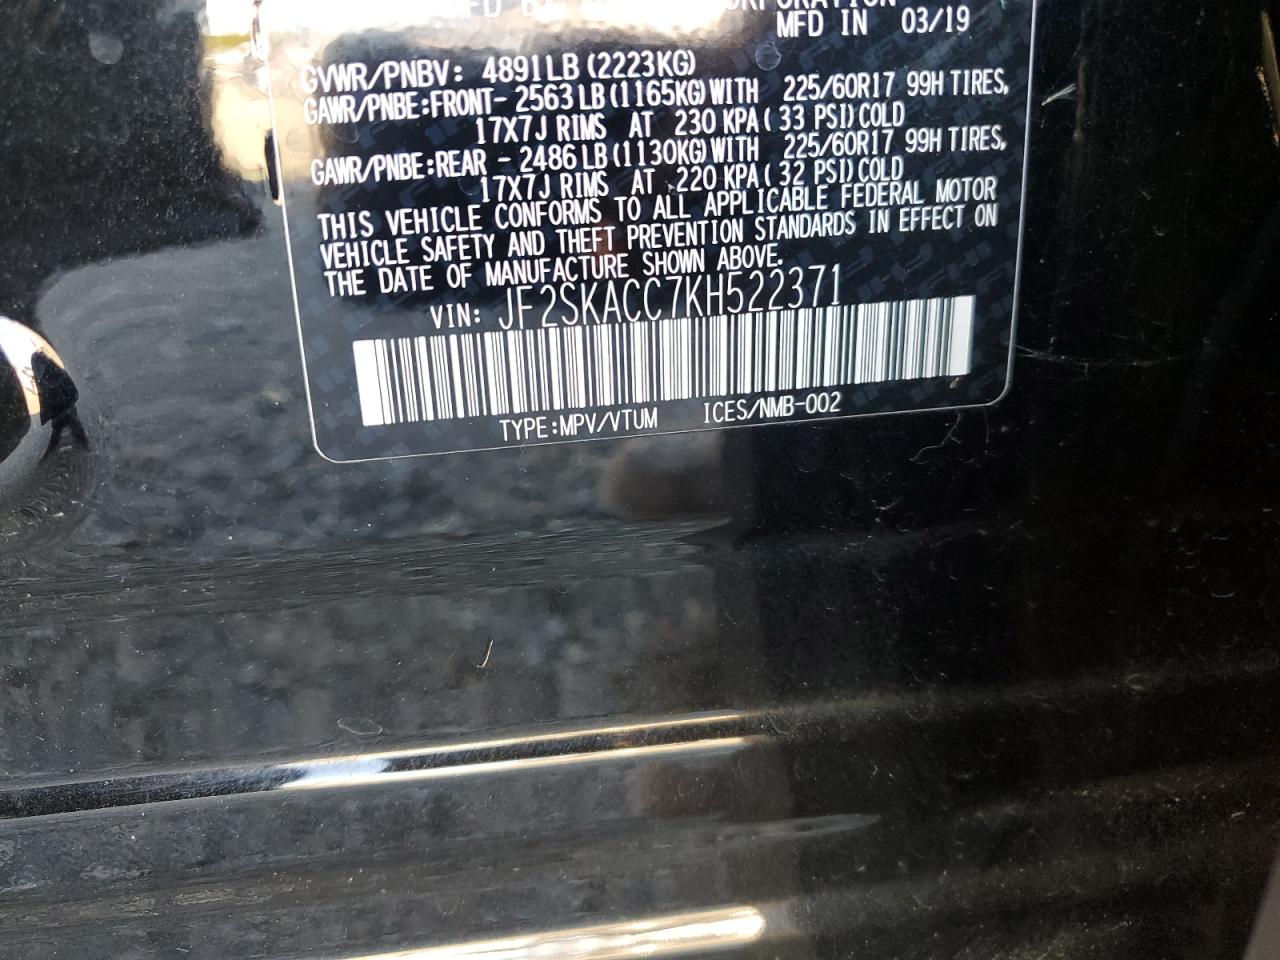 MFD IN 03/19
GVWR/PNBV: 4891LB (2223KG)
GAWR/PNBE:FRONT- 2563LB(1165KG)WITH 225/60R17 99H TIRES,
17X7J RIMS AT 230 KPA( 33 PSI)COLD
GAWR/PNBE:REAR - 2486LB(1130KG)WITH 225/60R17 99H TIRES,
17X7J RIMS AT 220 KPA( 32 PSI)COLD
THIS VEHICLE CONFORMS TO ALL APPLICABLE FEDERAL MOTOR
VEHICLE SAFETY AND THEFT PREVENTION STANDARDS IN EFFECT ON
THE DATE OF MANUFACTURE SHOWN ABOVE.
VIN: JF2SKACC7KH522371
TYPE:MPV/VTUM ICES/NMB-002